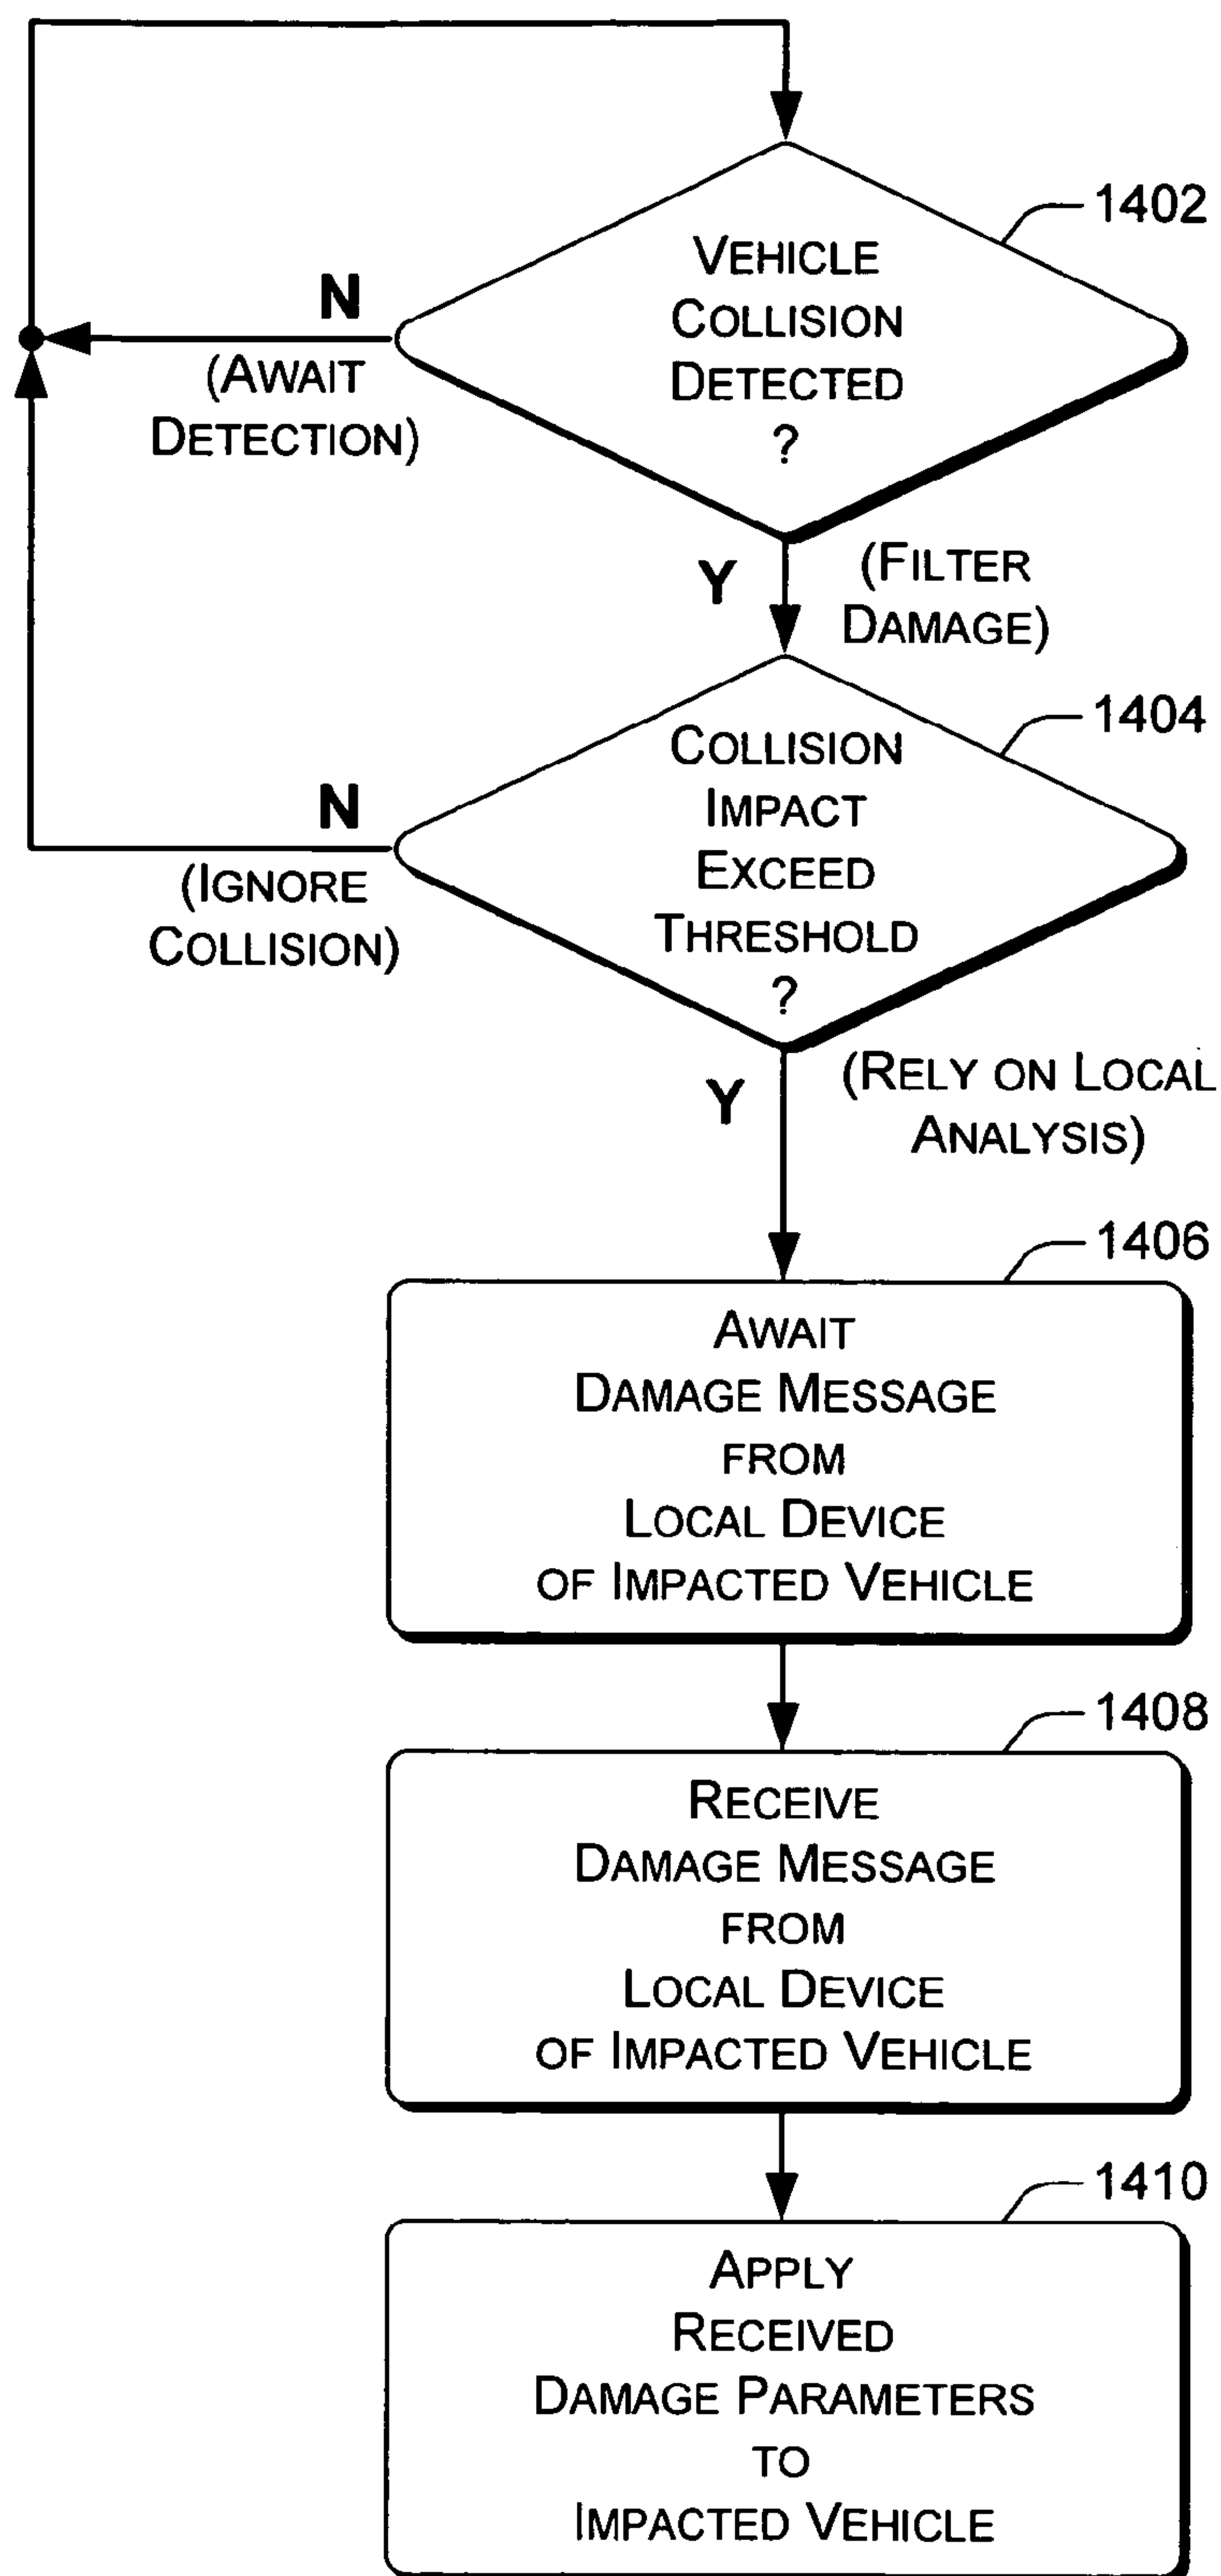 1402
VEHICLE
COLLISION
DETECTED
?
N
(AWAIT
DETECTION)
Y
(FILTER
DAMAGE)
1404
COLLISION
IMPACT
EXCEED
THRESHOLD
?
N
(IGNORE
COLLISION)
Y
(RELY ON LOCAL
ANALYSIS)
1406
AWAIT
DAMAGE MESSAGE
FROM
LOCAL DEVICE
OF IMPACTED VEHICLE
1408
RECEIVE
DAMAGE MESSAGE
FROM
LOCAL DEVICE
OF IMPACTED VEHICLE
1410
APPLY
RECEIVED
DAMAGE PARAMETERS
TO
IMPACTED VEHICLE